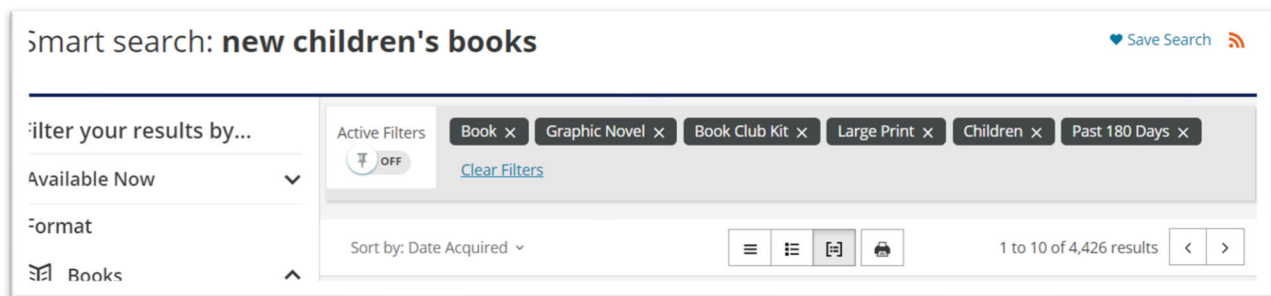 Smart search: new children's books
Save Search
Filter your results by...
Available Now
Format
Books
Active Filters
OFF
Book × Graphic Novel × Book Club Kit × Large Print × Children × Past 180 Days ×
Clear Filters
Sort by: Date Acquired
1 to 10 of 4,426 results